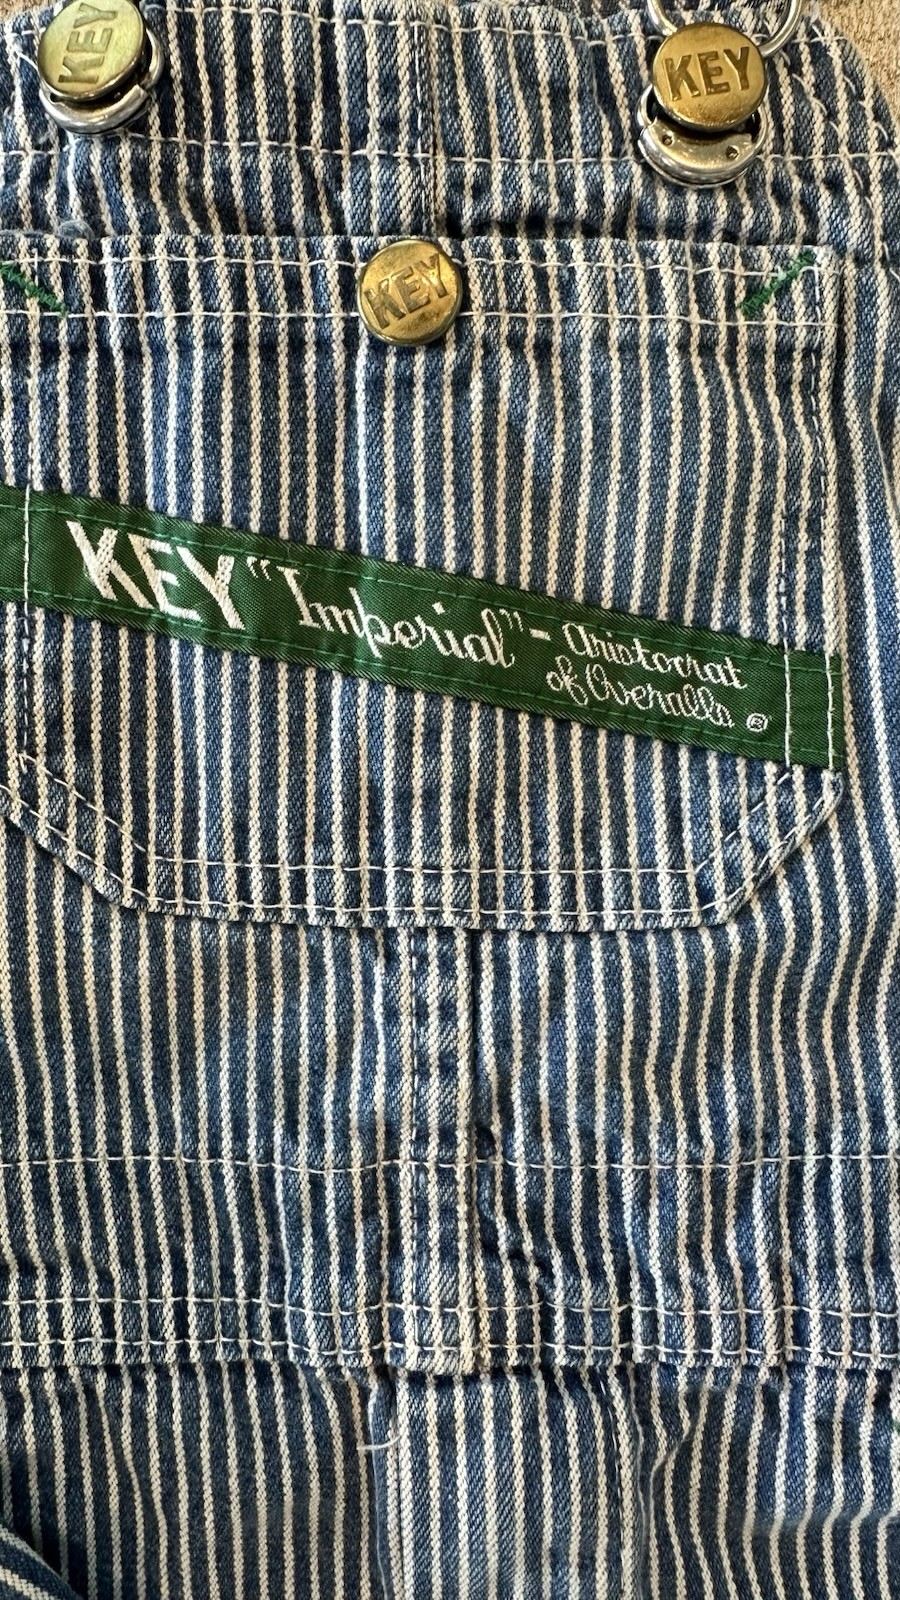 KEY
KEY
KEY
KEY "Imperial" - Aristocrat
of Overalls ®